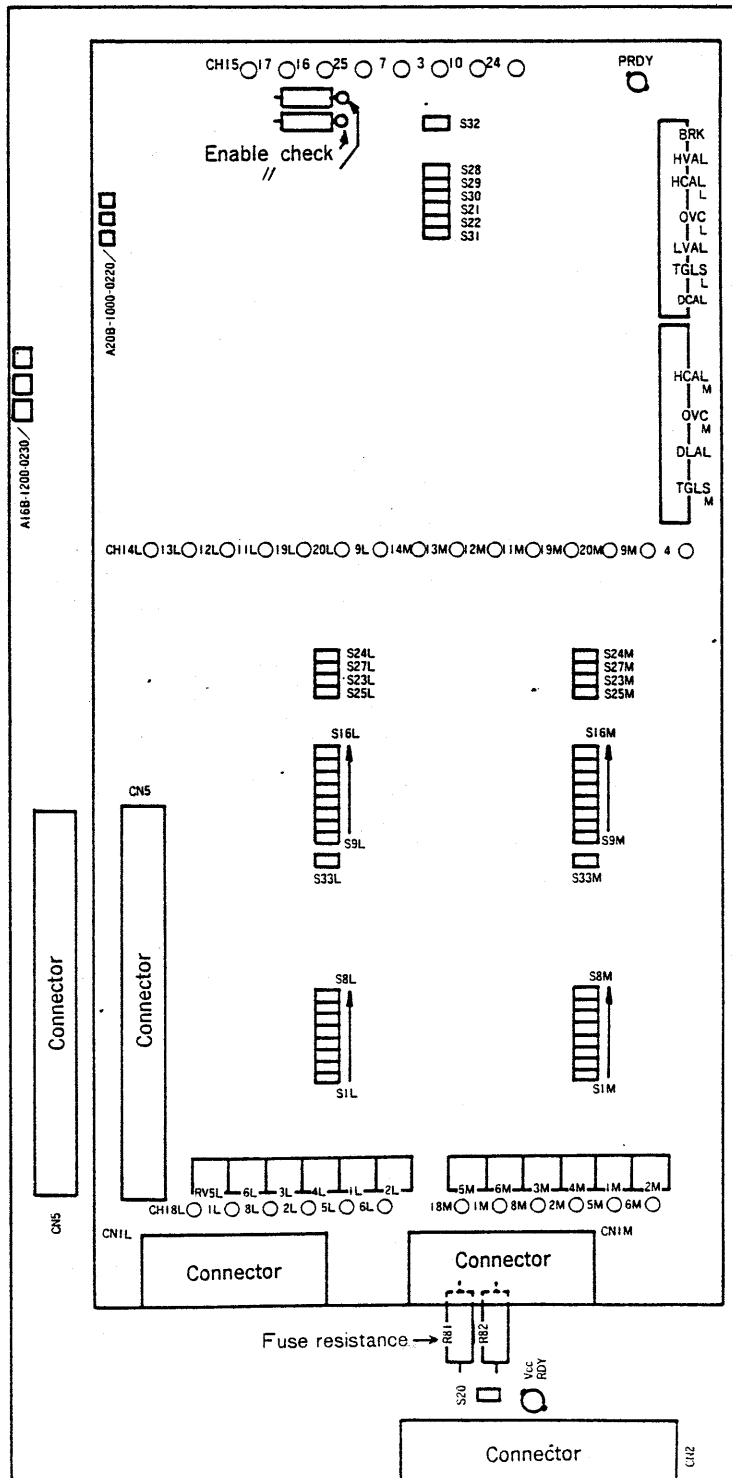 CH15 17 16 25 7 3 10 24
PRDY
S32
Enable check
〃
S28
S29
S30
S21
S22
S31
BRK
HVAL
HCAL
L
OVC
L
LVAL
TGLS
L
DCAL
HCAL
M
OVC
M
DLAL
TGLS
M
A20B-1000-0220/
A16B-1200-0230/
CH14L 13L 12L 11L 19L 20L 9L 14M 13M 12M 11M 19M 20M 9M 4
S24L
S27L
S23L
S25L
S24M
S27M
S23M
S25M
S16L
S16M
S9L
S9M
S33L
S33M
CN5
Connector
Connector
CN5
S8L
S8M
S1L
S1M
RV5L 6L 3L 4L 1L 2L
5M 6M 3M 4M 1M 2M
CH18L 1L 8L 2L 5L 6L
18M 1M 8M 2M 5M 6M
CN1L
CN1M
Connector
Connector
Fuse resistance
R81
R82
S20
Vcc
RDY
Connector
CN2